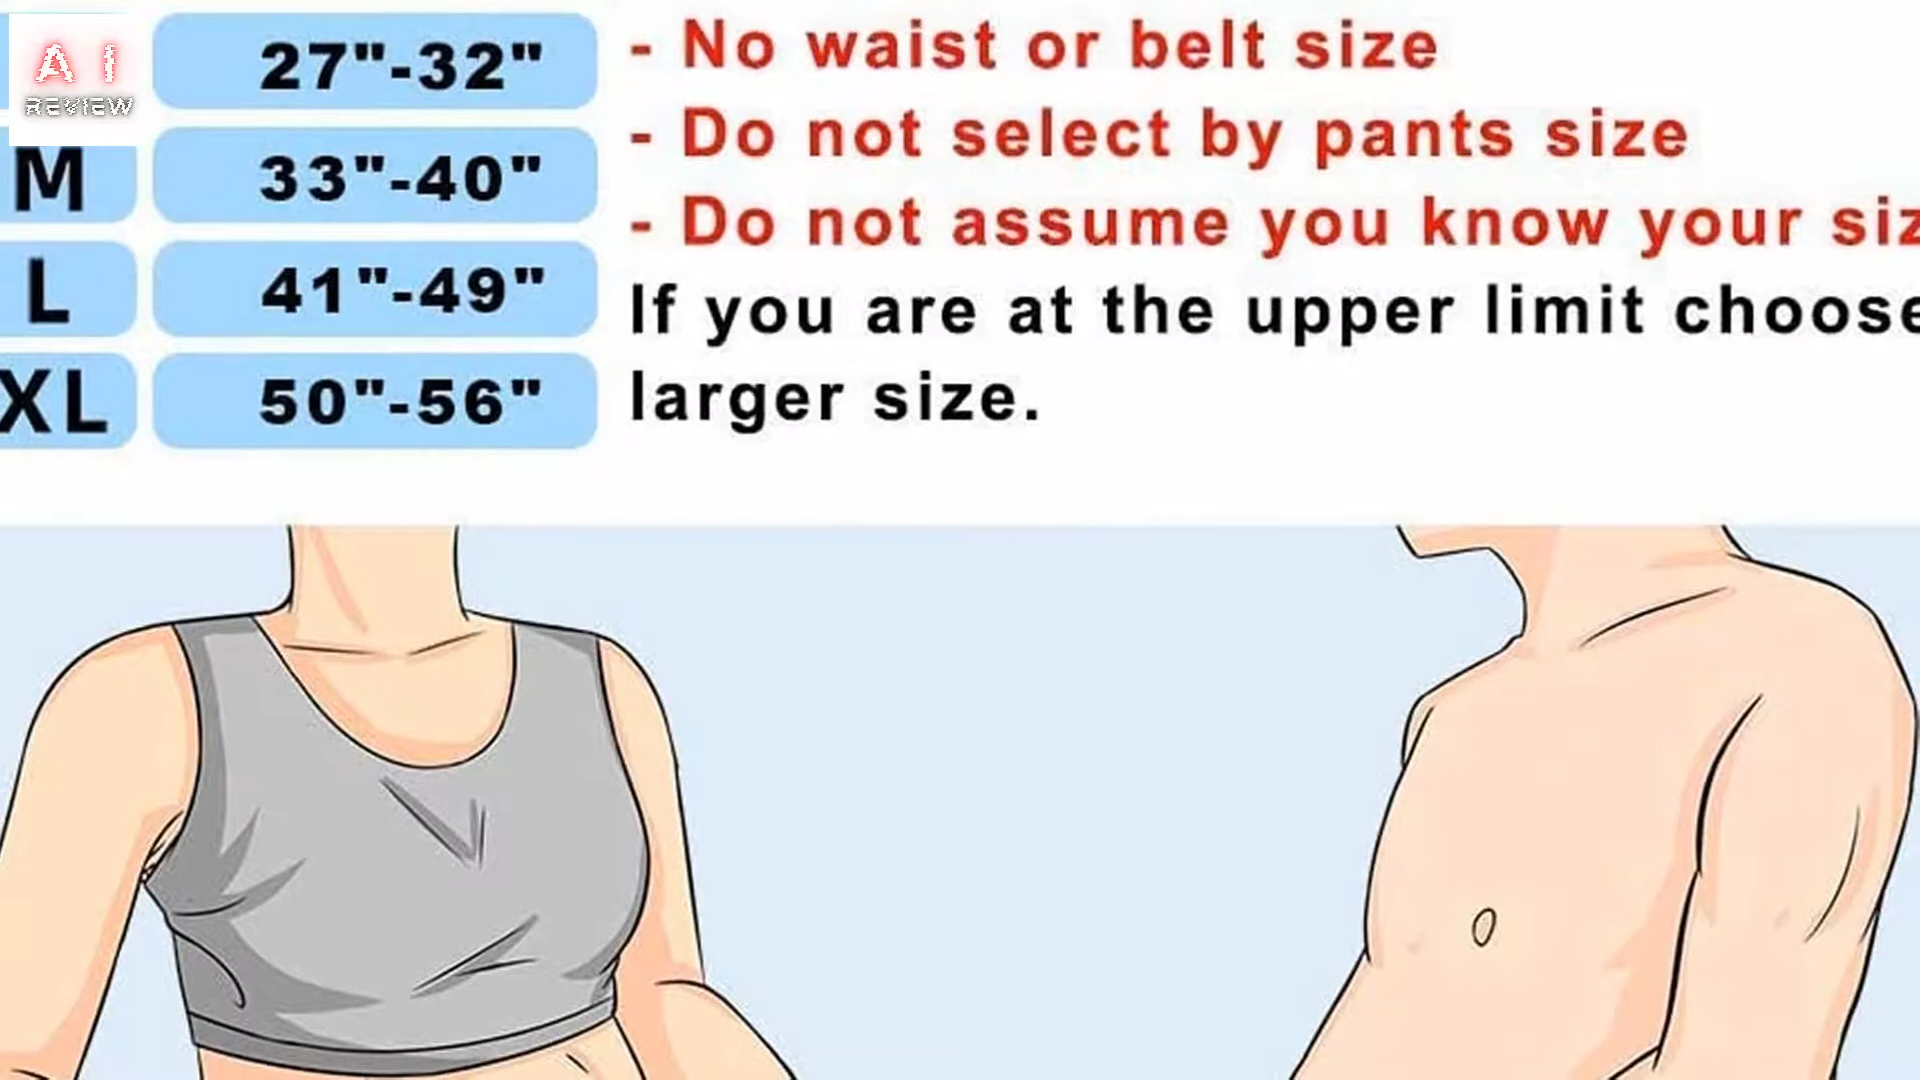 AI
REVIEW
27"-32"
M 33"-40"
L 41"-49"
XL 50"-56"
- No waist or belt size
- Do not select by pants size
- Do not assume you know your siz
If you are at the upper limit choose
larger size.